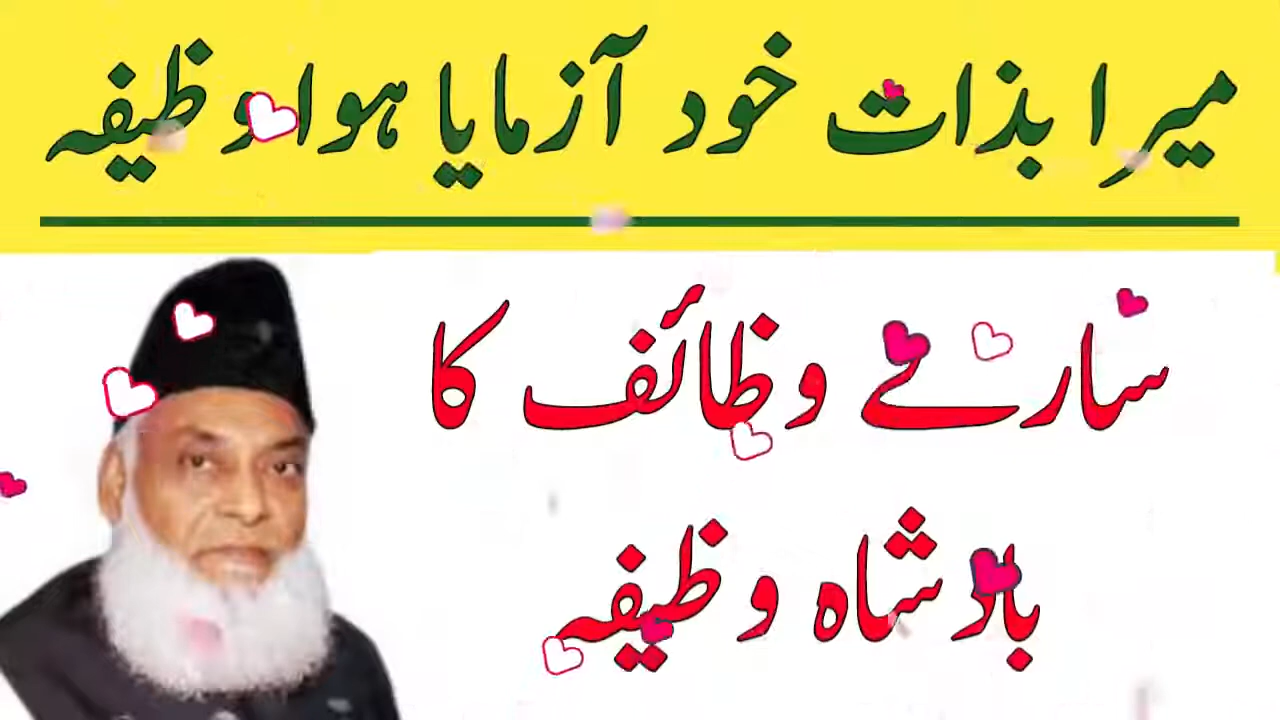 میرا بذات خود آزمایا ہوا وظیفہ
سارے وظائف کا
بادشاہ وظیفہ